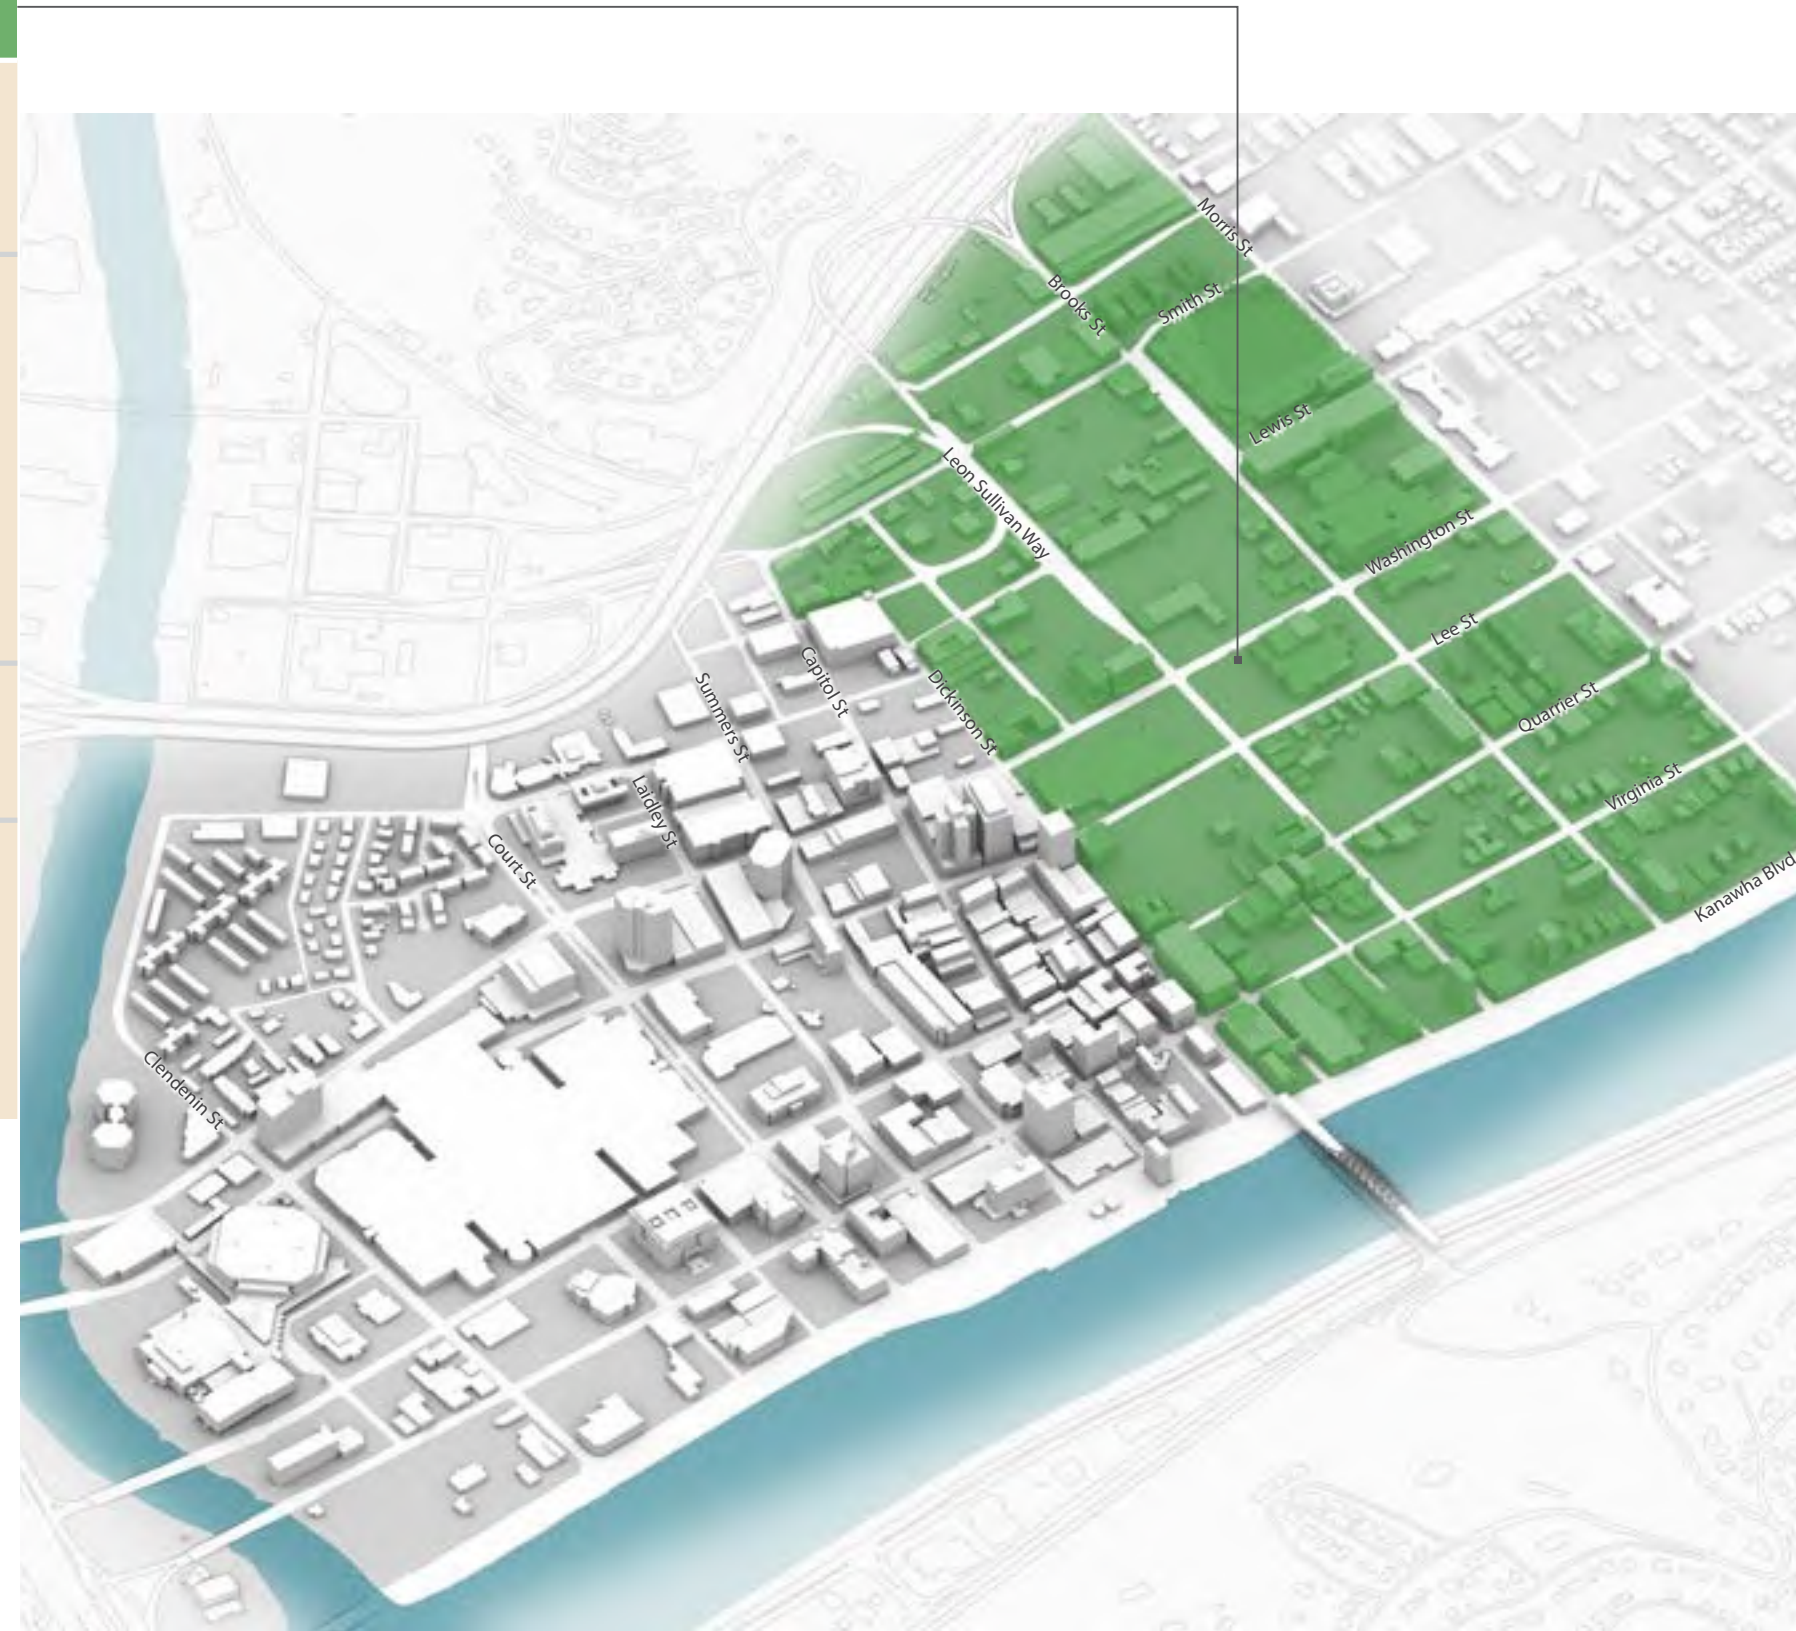 Morris St
Brooks St
Smith St
Lewis St
Leon Sullivan Way
Washington St
Lee St
Capitol St
Summers St
Dickinson St
Quarrier St
Virginia St
Laidley St
Court St
Kanawha Blvd
Clendenin St